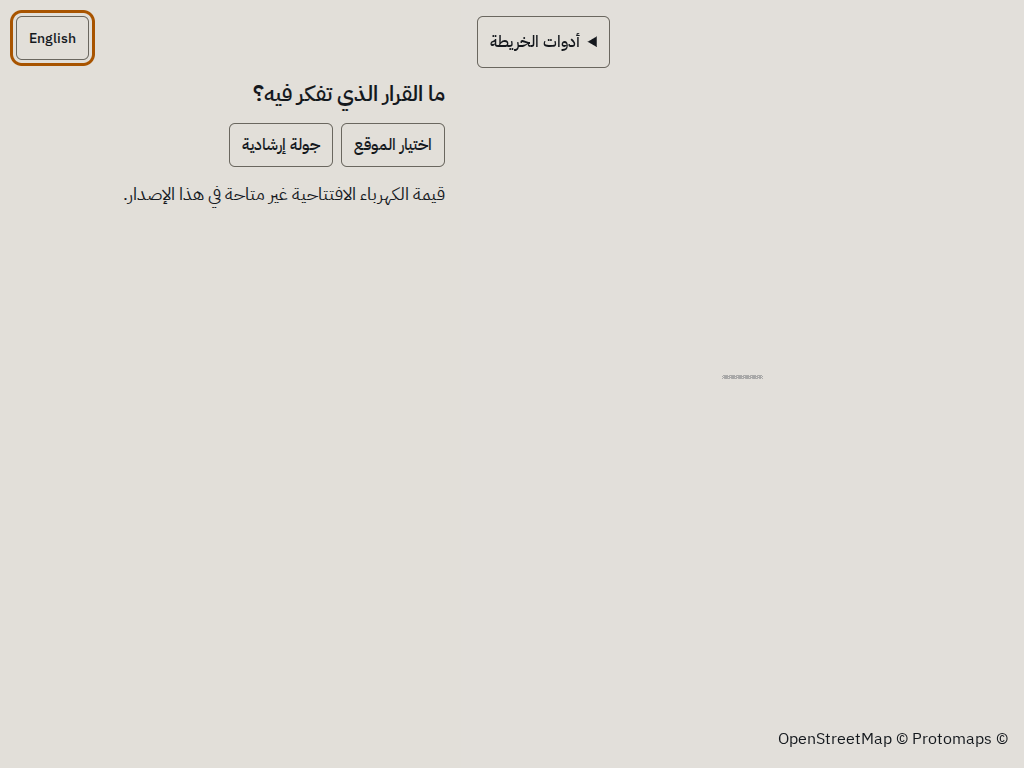 English
◀ أدوات الخريطة
ما القرار الذي تفكر فيه؟
اختيار الموقع
جولة إرشادية
قيمة الكهرباء الافتتاحية غير متاحة في هذا الإصدار.
OpenStreetMap © Protomaps ©